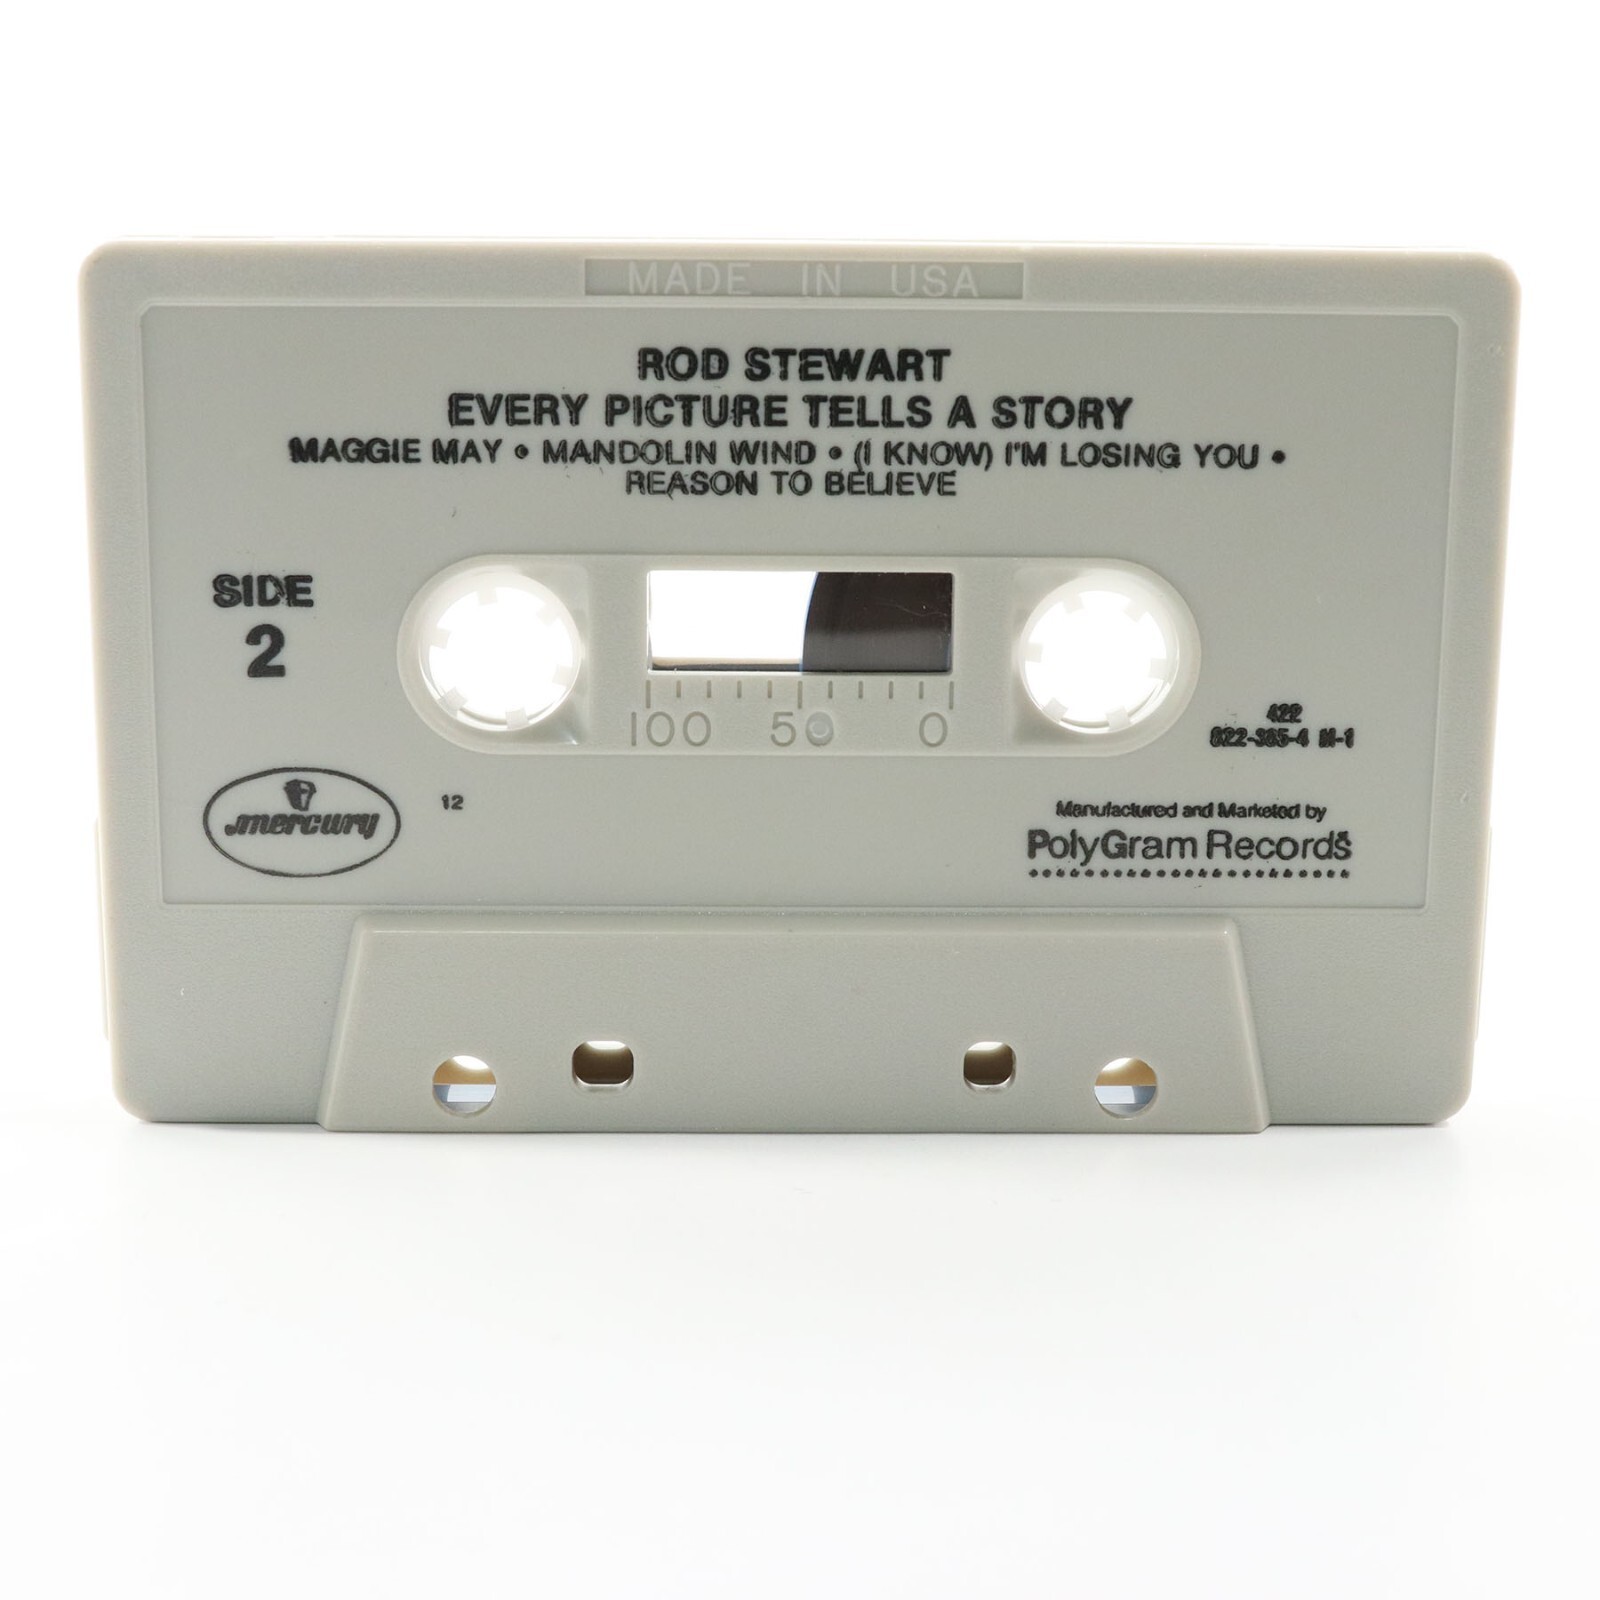 MADE IN USA
ROD STEWART
EVERY PICTURE TELLS A STORY
MAGGIE MAY • MANDOLIN WIND • (I KNOW) I'M LOSING YOU •
REASON TO BELIEVE
SIDE
2
100 50 0
422
822-385-4 M-1
mercury
12
Manufactured and Marketed by
PolyGram Records